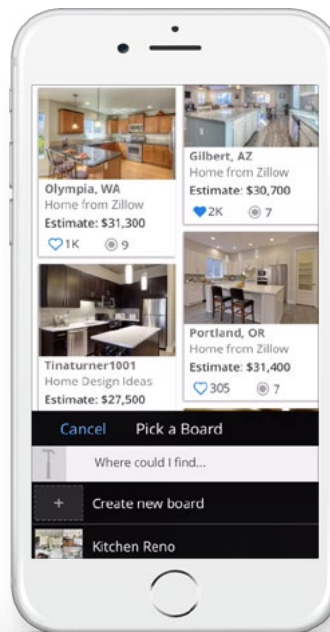 Olympia, WA
Home from Zillow
Estimate: $31,300
1K 9
Tinaturner1001
Home Design Ideas
Estimate: $27,500
Gilbert, AZ
Home from Zillow
Estimate: $30,700
2K 7
Portland, OR
Home from Zillow
Estimate: $31,400
305 7
Cancel Pick a Board
Where could I find...
+ Create new board
Kitchen Reno